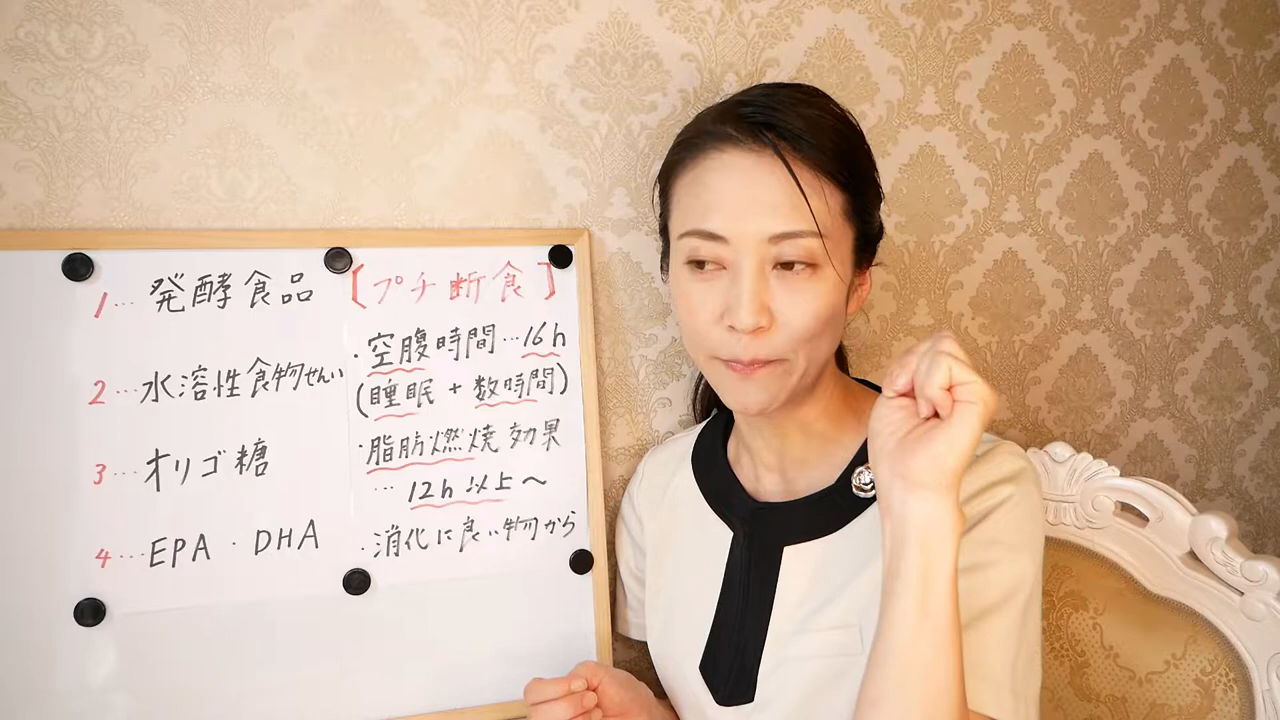 1… 発酵食品
2… 水溶性食物せんい
3… オリゴ糖
4… EPA・DHA
【プチ断食】
・空腹時間…16h
(睡眠+数時間)
・脂肪燃焼効果
… 12h以上〜
・消化に良い物から